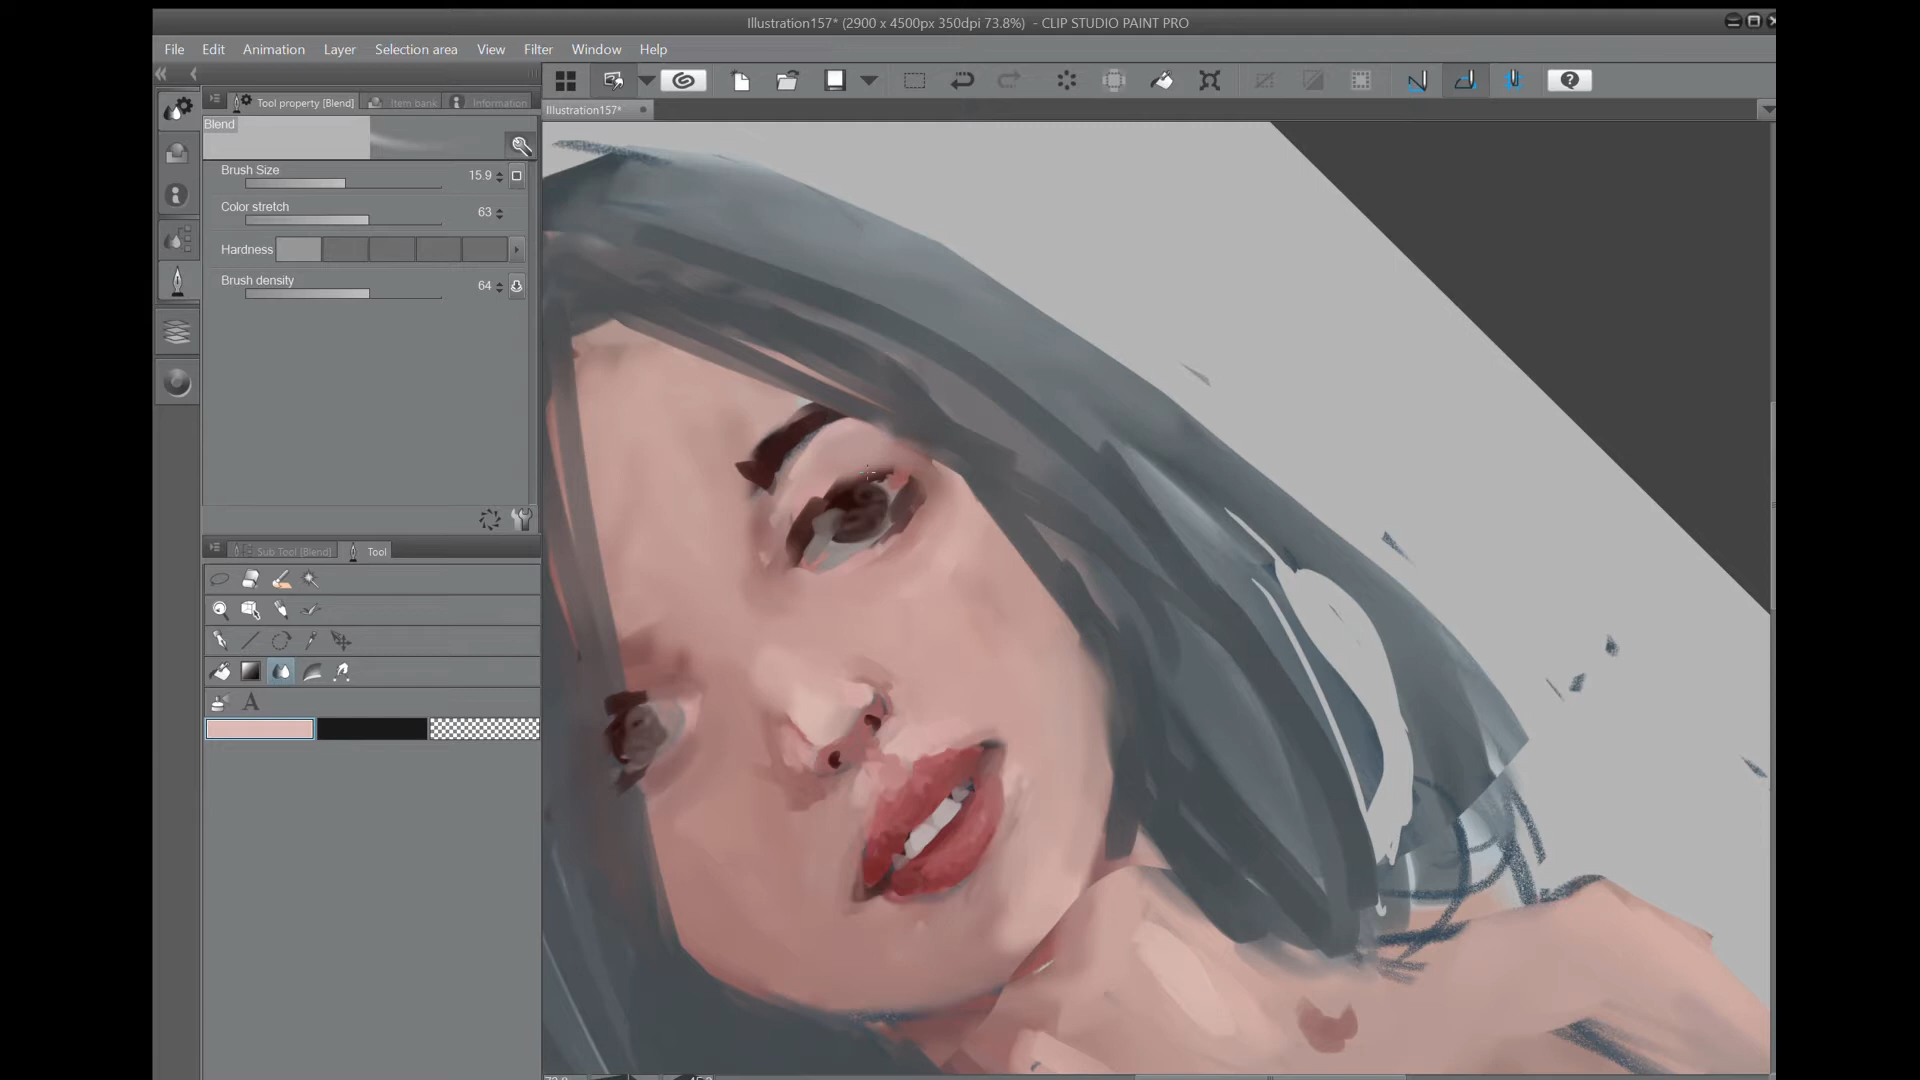 Illustration157* (2900 x 4500px 350dpi 73.8%) - CLIP STUDIO PAINT PRO
File Edit Animation Layer Selection area View Filter Window Help
Tool property [Blend] Item bank Information
Illustration157*
Blend
Brush Size 15.9
Color stretch 63
Hardness
Brush density 64
Sub Tool [Blend] Tool
A